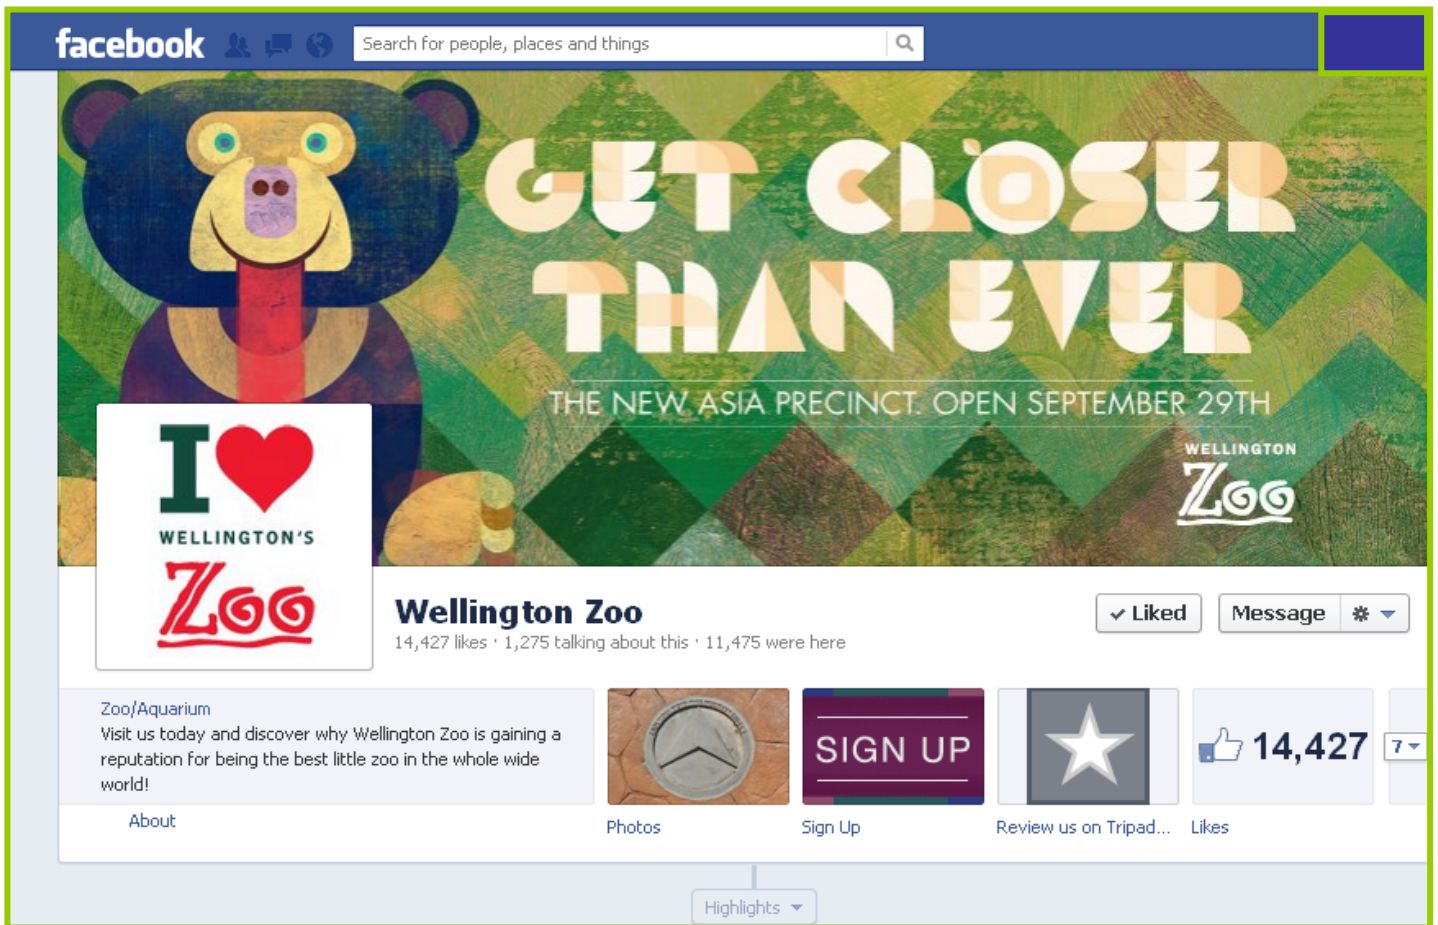 facebook
Search for people, places and things
GET CLOSER
THAN EVER
THE NEW ASIA PRECINCT. OPEN SEPTEMBER 29TH
WELLINGTON
Zoo
I
WELLINGTON'S
Zoo
Wellington Zoo
14,427 likes · 1,275 talking about this · 11,475 were here
Liked
Message
Zoo/Aquarium
Visit us today and discover why Wellington Zoo is gaining a
reputation for being the best little zoo in the whole wide
world!
About
SIGN UP
14,427
7
Photos
Sign Up
Review us on Tripad...
Likes
Highlights